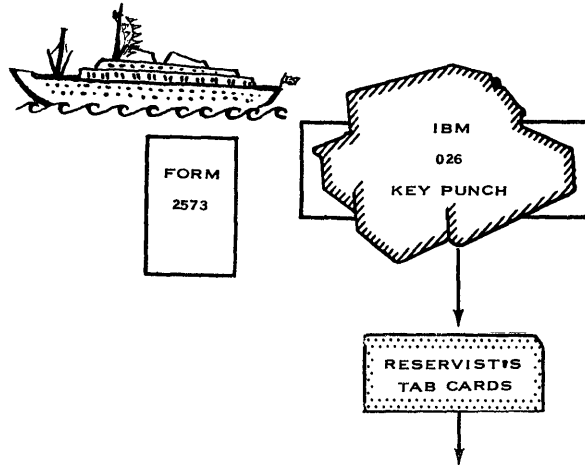 FORM
2573
IBM
026
KEY PUNCH
RESERVIST'S
TAB CARDS